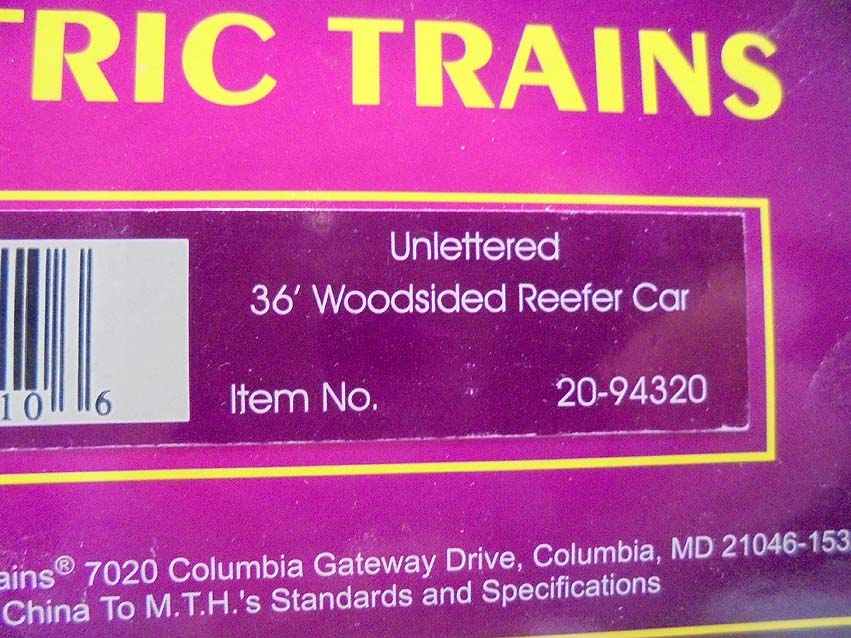 TRIC TRAINS
Unlettered
36' Woodsided Reefer Car
Item No. 20-94320
10 6
ains® 7020 Columbia Gateway Drive, Columbia, MD 21046-153
China To M.T.H.'s Standards and Specifications